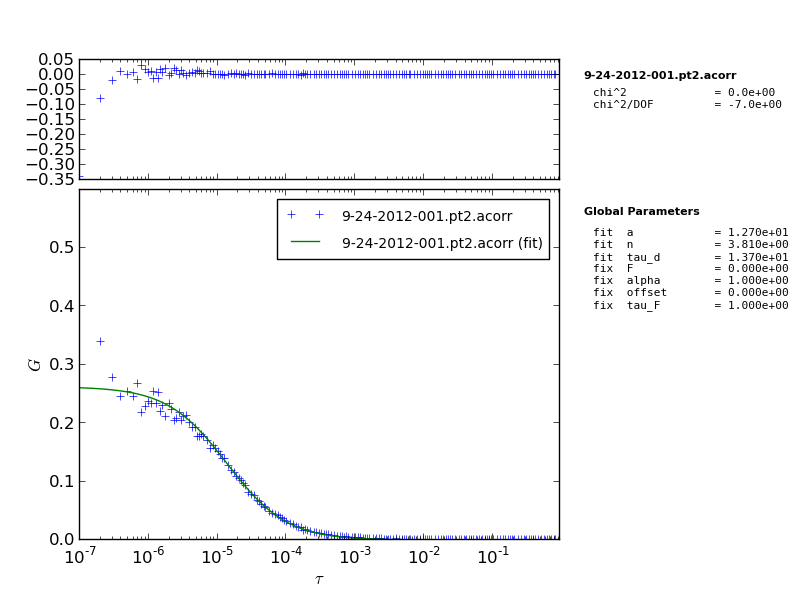 0.05
0.00
−0.05
−0.10
−0.15
−0.20
−0.25
−0.30
−0.35
9-24-2012-001.pt2.acorr
chi^2 = 0.0e+00
chi^2/DOF = -7.0e+00
9-24-2012-001.pt2.acorr
9-24-2012-001.pt2.acorr (fit)
0.5
0.4
0.3
0.2
0.1
0.0
G
10^-7 10^-6 10^-5 10^-4 10^-3 10^-2 10^-1
τ
Global Parameters
fit a = 1.270e+01
fit n = 3.810e+00
fit tau_d = 1.370e+01
fix F = 0.000e+00
fix alpha = 1.000e+00
fix offset = 0.000e+00
fix tau_F = 1.000e+00